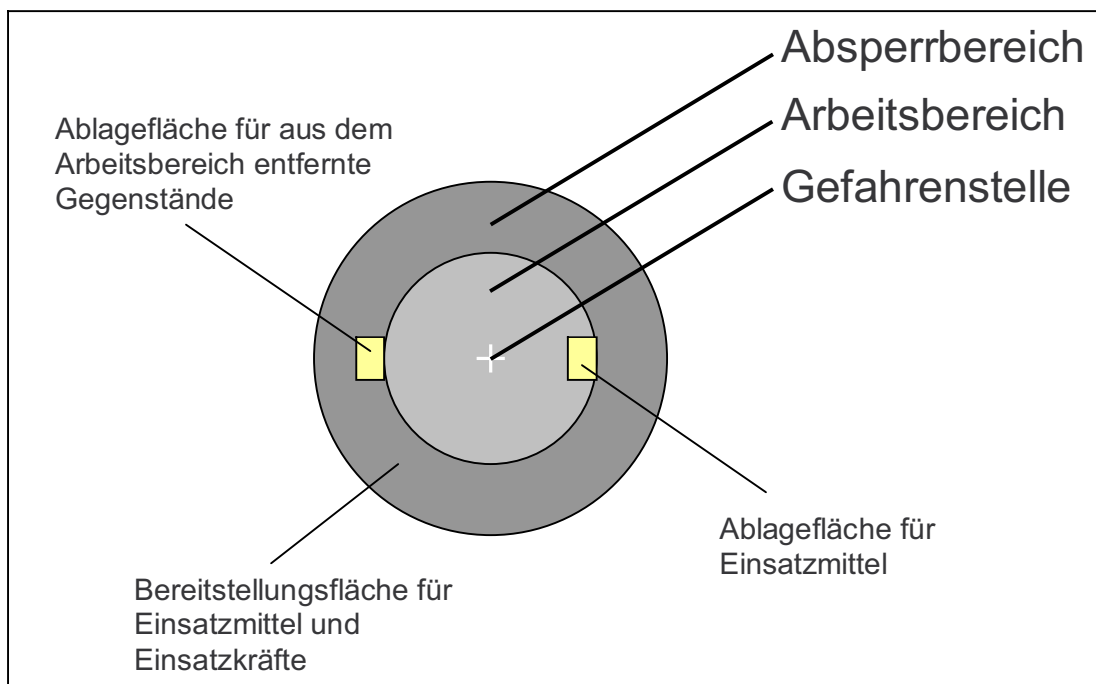 Absperrbereich
Arbeitsbereich
Gefahrenstelle
Ablagefläche für aus dem
Arbeitsbereich entfernte
Gegenstände
Ablagefläche für
Einsatzmittel
Bereitstellungsfläche für
Einsatzmittel und
Einsatzkräfte